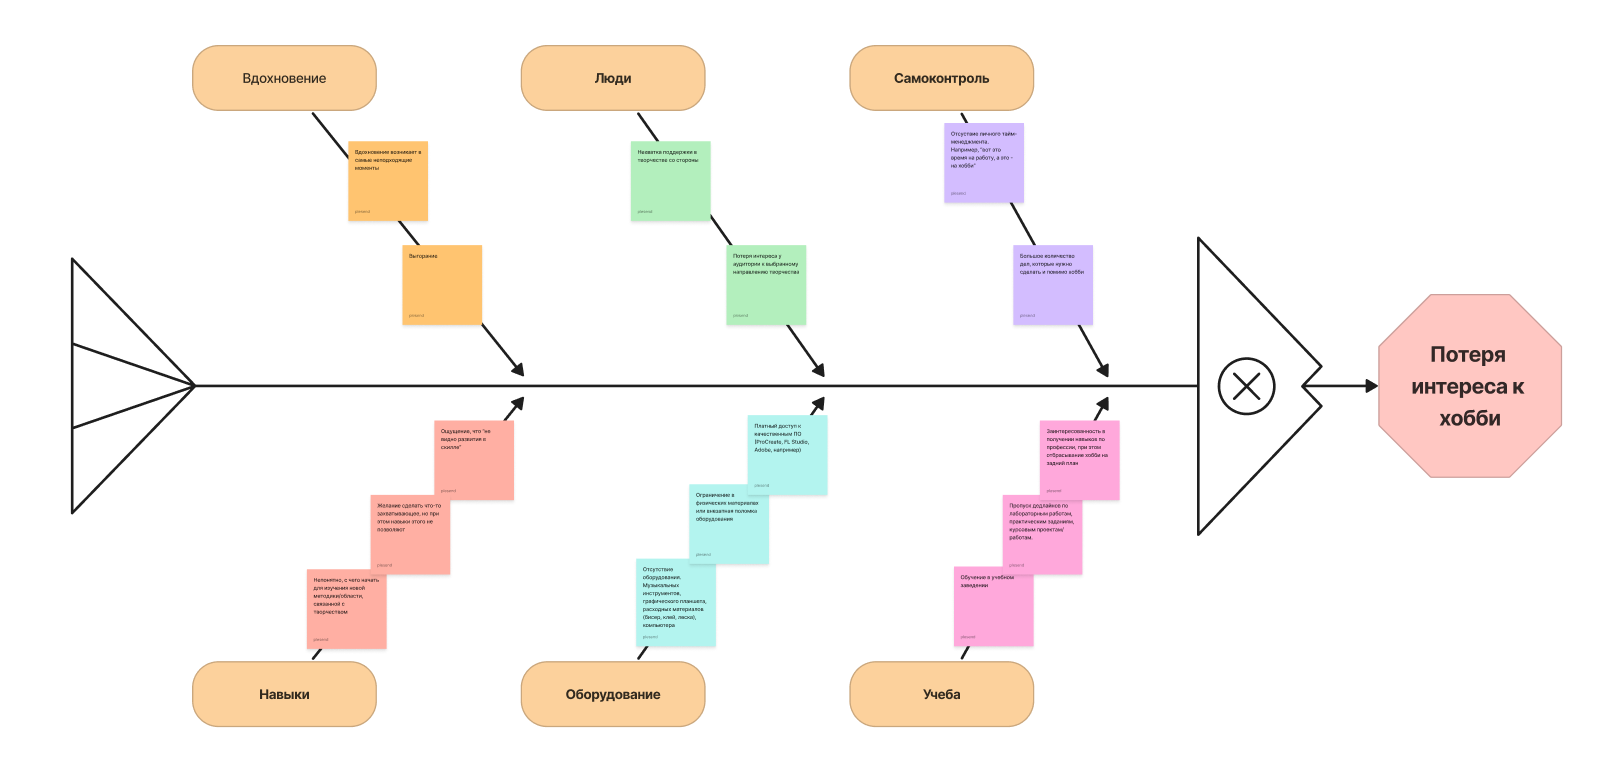 Вдохновение
Люди
Самоконтроль
Вдохновение возникает в
самые неподходящие
моменты
Выгорание
Нехватка поддержки в
творчестве со стороны
Потеря интереса у
аудитории к выбранному
направлению творчества
Отсуствие личного тайм-
менеджмента.
Например, "вот это
время на работу, а это -
на хобби"
Большое количество
дел, которые нужно
сделать и помимо хобби
Потеря
интереса к
хобби
Ощущение, что "не
видно развития в
скилле"
Желание сделать что-то
захватывающее, но при
этом навыки этого не
позволяют
Непонятно, с чего начать
для изучения новой
методики/области,
связанной с
творчеством
Платный доступ к
качественным ПО
(ProCreate, FL Studio,
Adobe, например)
Ограничение в
физических материалах
или внезапная поломка
оборудования
Отсутствие
оборудования.
Музыкальных
инструментов,
графического планшета,
расходных материалов
(бисер, клей, леска),
компьютера
Заинтересованность в
получении навыков по
профессии, при этом
отбрасывание хобби на
задний план
Пропуск дедлайнов по
лабораторным работам,
практическим заданиям,
курсовым проектам/
работам.
Обучение в учебном
заведении
Навыки
Оборудование
Учеба